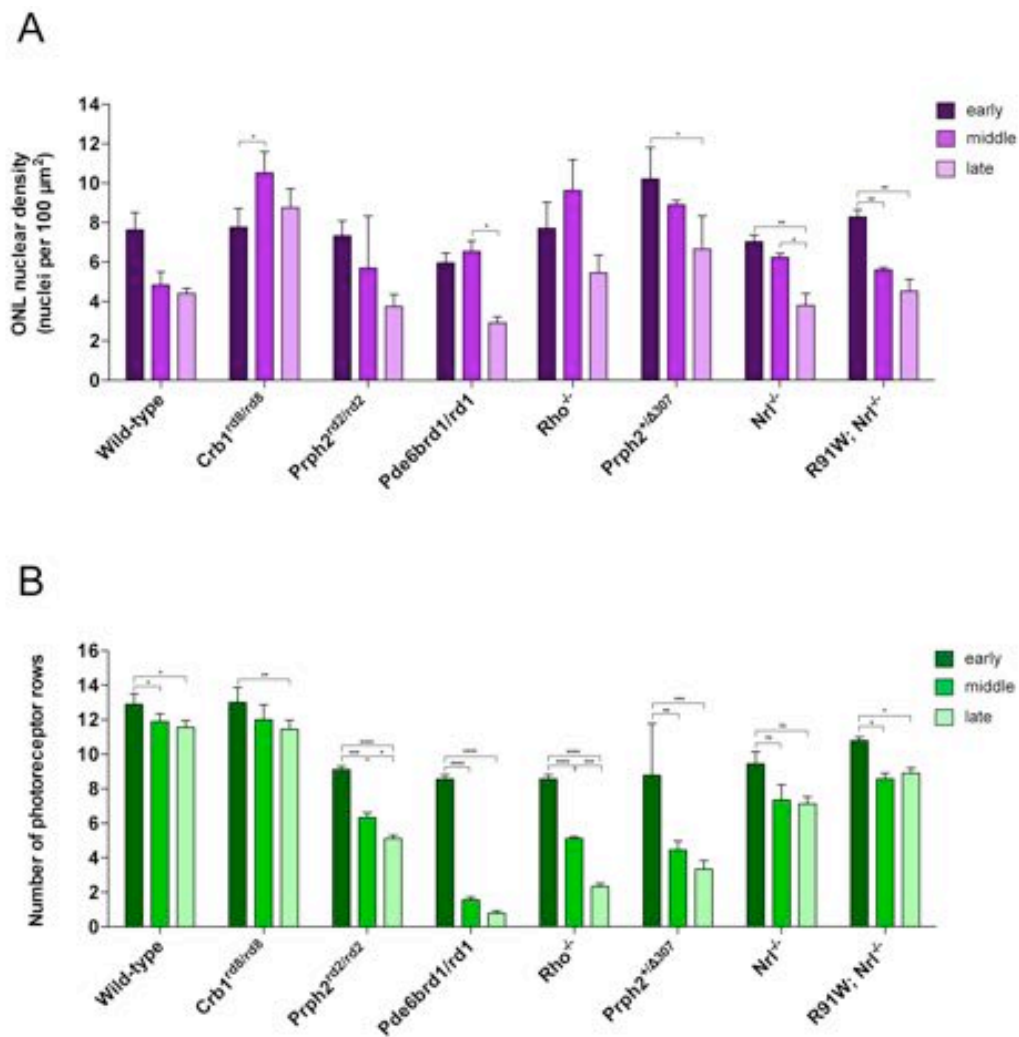 A
ONL nuclear density
(nuclei per 100 µm²)
14
12
10
8
6
4
2
0
early
middle
late
* * * ** * ** **
Wild-type
Crb1rd8/rd8
Prph2rd2/rd2
Pde6brd1/rd1
Rho-/-
Prph2+/Δ307
Nrl-/-
R91W; Nrl-/-
B
Number of photoreceptor rows
16
14
12
10
8
6
4
2
0
early
middle
late
Wild-type
Crb1rd8/rd8
Prph2rd2/rd2
Pde6brd1/rd1
Rho-/-
Prph2+/Δ307
Nrl-/-
R91W; Nrl-/-